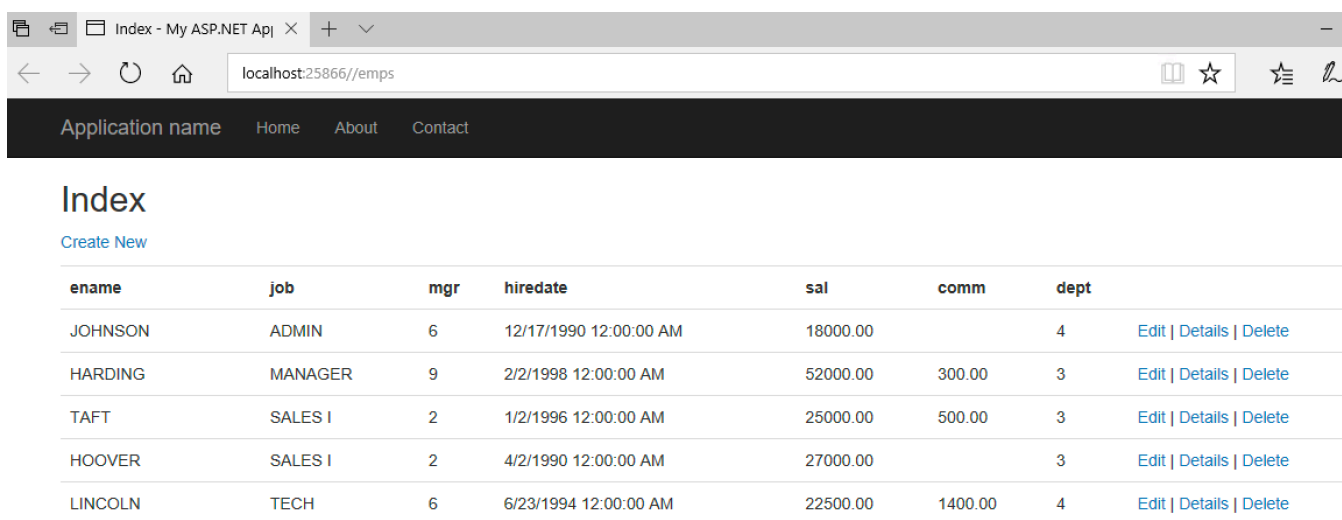 Index - My ASP.NET Ap
localhost:25866//emps
Application name Home About Contact
Index
Create New
ename job mgr hiredate sal comm dept
JOHNSON ADMIN 6 12/17/1990 12:00:00 AM 18000.00 4 Edit | Details | Delete
HARDING MANAGER 9 2/2/1998 12:00:00 AM 52000.00 300.00 3 Edit | Details | Delete
TAFT SALES I 2 1/2/1996 12:00:00 AM 25000.00 500.00 3 Edit | Details | Delete
HOOVER SALES I 2 4/2/1990 12:00:00 AM 27000.00 3 Edit | Details | Delete
LINCOLN TECH 6 6/23/1994 12:00:00 AM 22500.00 1400.00 4 Edit | Details | Delete